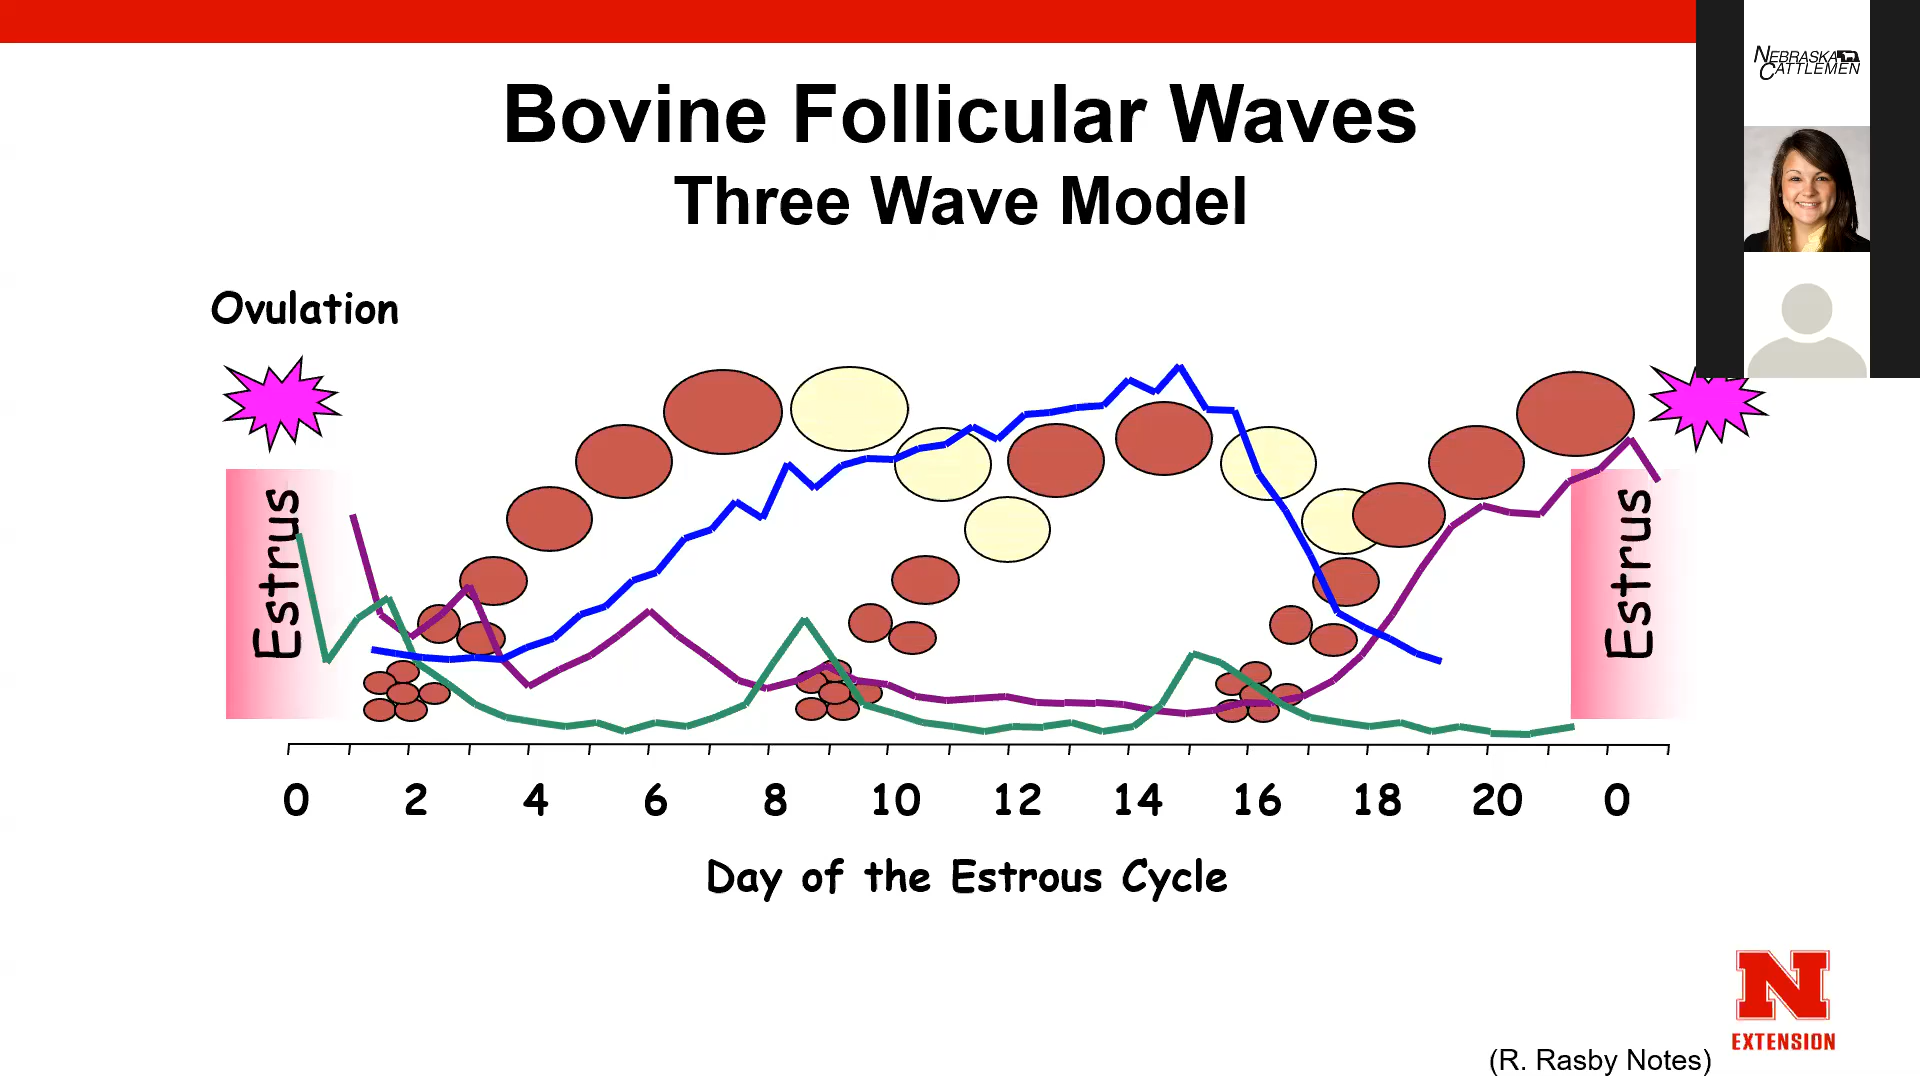 NEBRASKA
CATTLEMEN
Bovine Follicular Waves
Three Wave Model
Ovulation
Estrus
Estrus
0 2 4 6 8 10 12 14 16 18 20 0
Day of the Estrous Cycle
N
EXTENSION
(R. Rasby Notes)